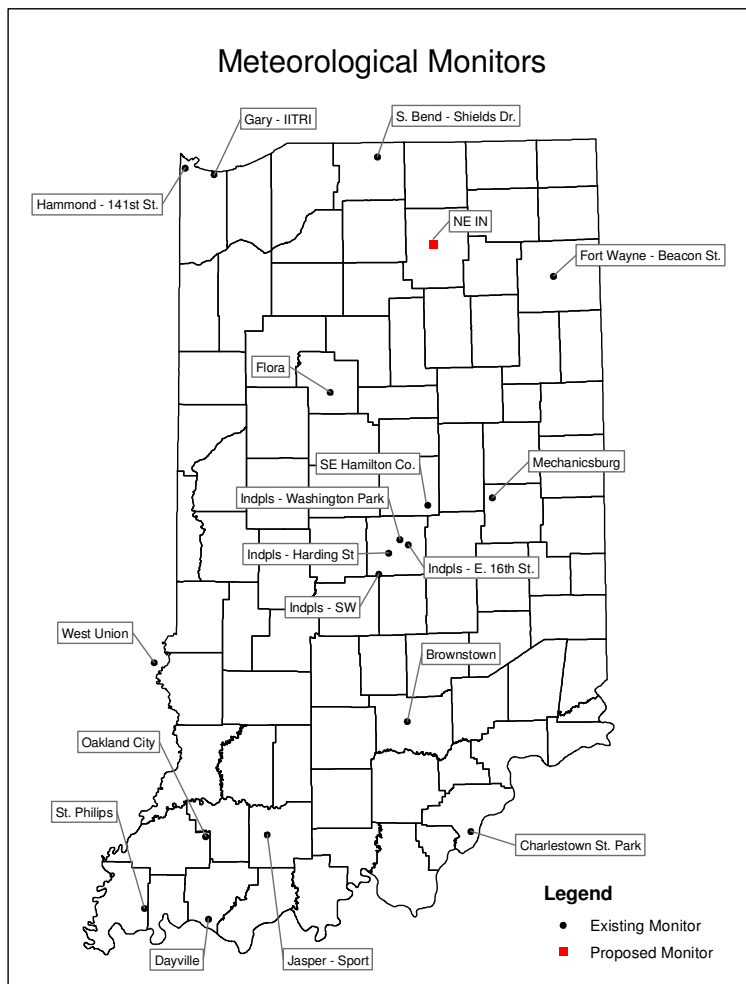 Meteorological Monitors
S. Bend - Shields Dr.
Gary - IITRI
Hammond - 141st St.
NE IN
Fort Wayne - Beacon St.
Flora
SE Hamilton Co.
Mechanicsburg
Indpls - Washington Park
Indpls - Harding St
Indpls - E. 16th St.
Indpls - SW
West Union
Brownstown
Oakland City
St. Philips
Charlestown St. Park
Dayville
Jasper - Sport
Legend
Existing Monitor
Proposed Monitor